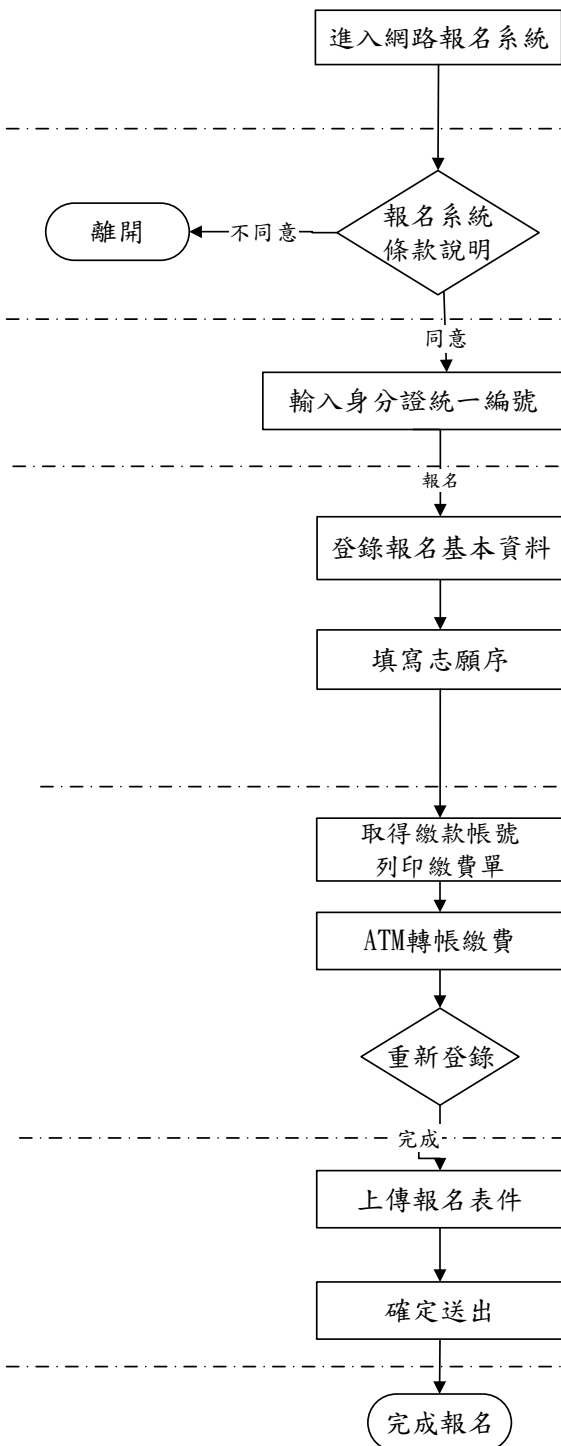 進入網路報名系統
報名系統
條款說明
不同意
離開
同意
輸入身分證統一編號
報名
登錄報名基本資料
填寫志願序
取得繳款帳號
列印繳費單
ATM轉帳繳費
重新登錄
完成
上傳報名表件
確定送出
完成報名